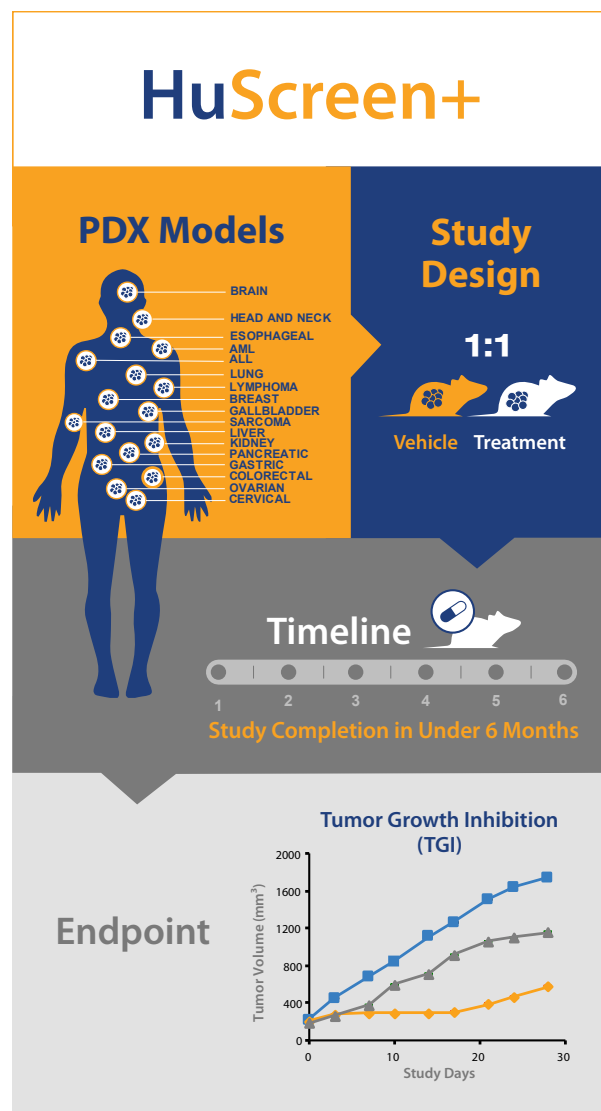 HuScreen+
PDX Models
BRAIN
HEAD AND NECK
ESOPHAGEAL
AML
ALL
LUNG
LYMPHOMA
BREAST
GALLBLADDER
SARCOMA
LIVER
KIDNEY
PANCREATIC
GASTRIC
COLORECTAL
OVARIAN
CERVICAL
Study
Design
1:1
Vehicle Treatment
Timeline
1 2 3 4 5 6
Study Completion in Under 6 Months
Endpoint
Tumor Growth Inhibition
(TGI)
Tumor Volume (mm³)
2000
1600
1200
800
400
0
0 10 20 30
Study Days